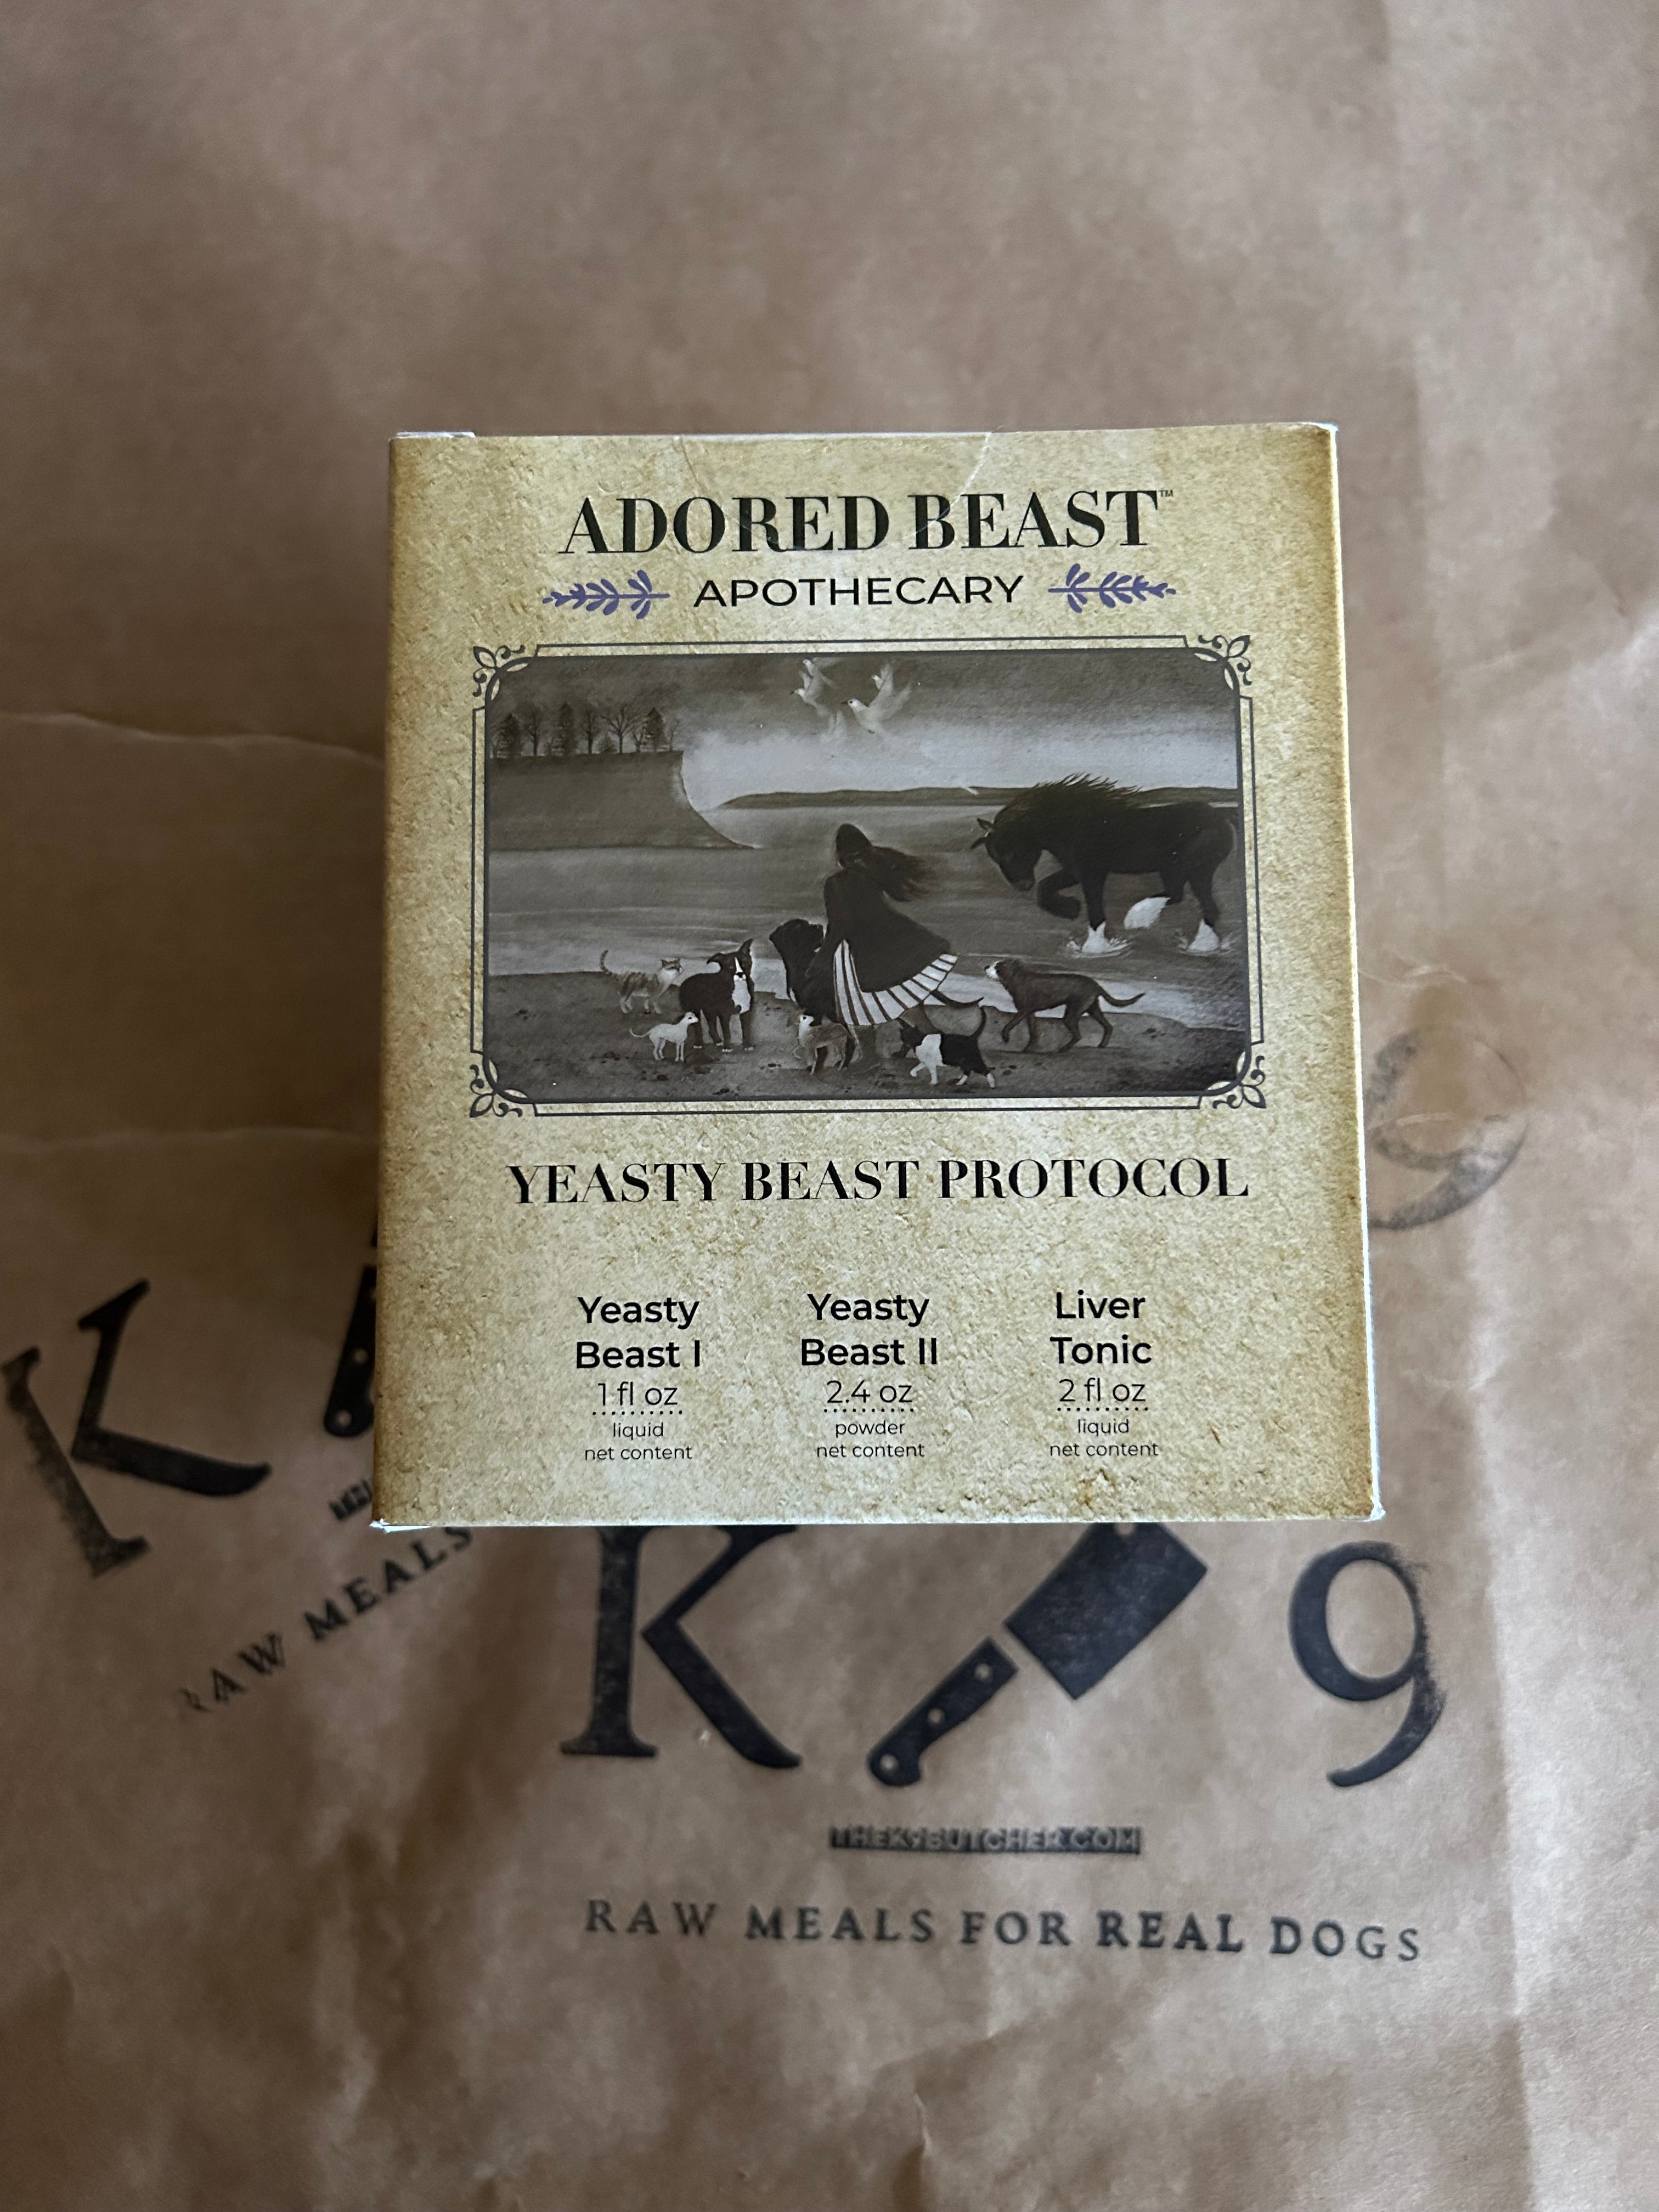 ADORED BEAST™
APOTHECARY
YEASTY BEAST PROTOCOL
Yeasty
Beast I
1 fl oz
liquid
net content
Yeasty
Beast II
2.4 oz
powder
net content
Liver
Tonic
2 fl oz
liquid
net content
K
9
RAW MEALS
K 9
THEK9BUTCHER.COM
RAW MEALS FOR REAL DOGS